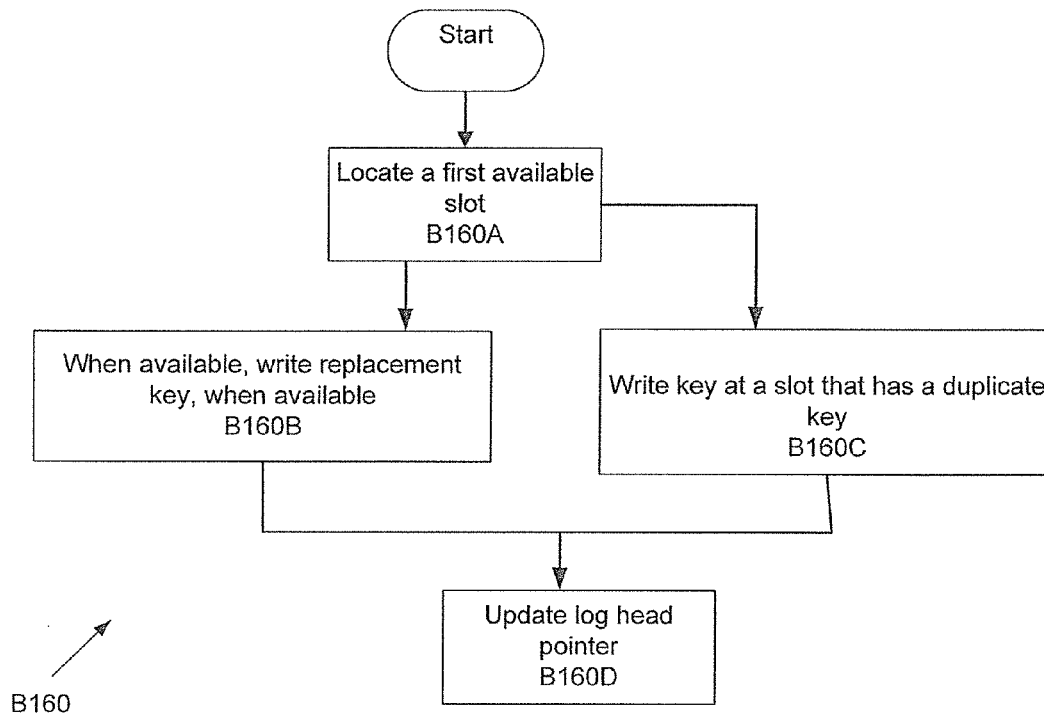 Start
Locate a first available
slot
B160A
When available, write replacement
key, when available
B160B
Write key at a slot that has a duplicate
key
B160C
Update log head
pointer
B160D
B160